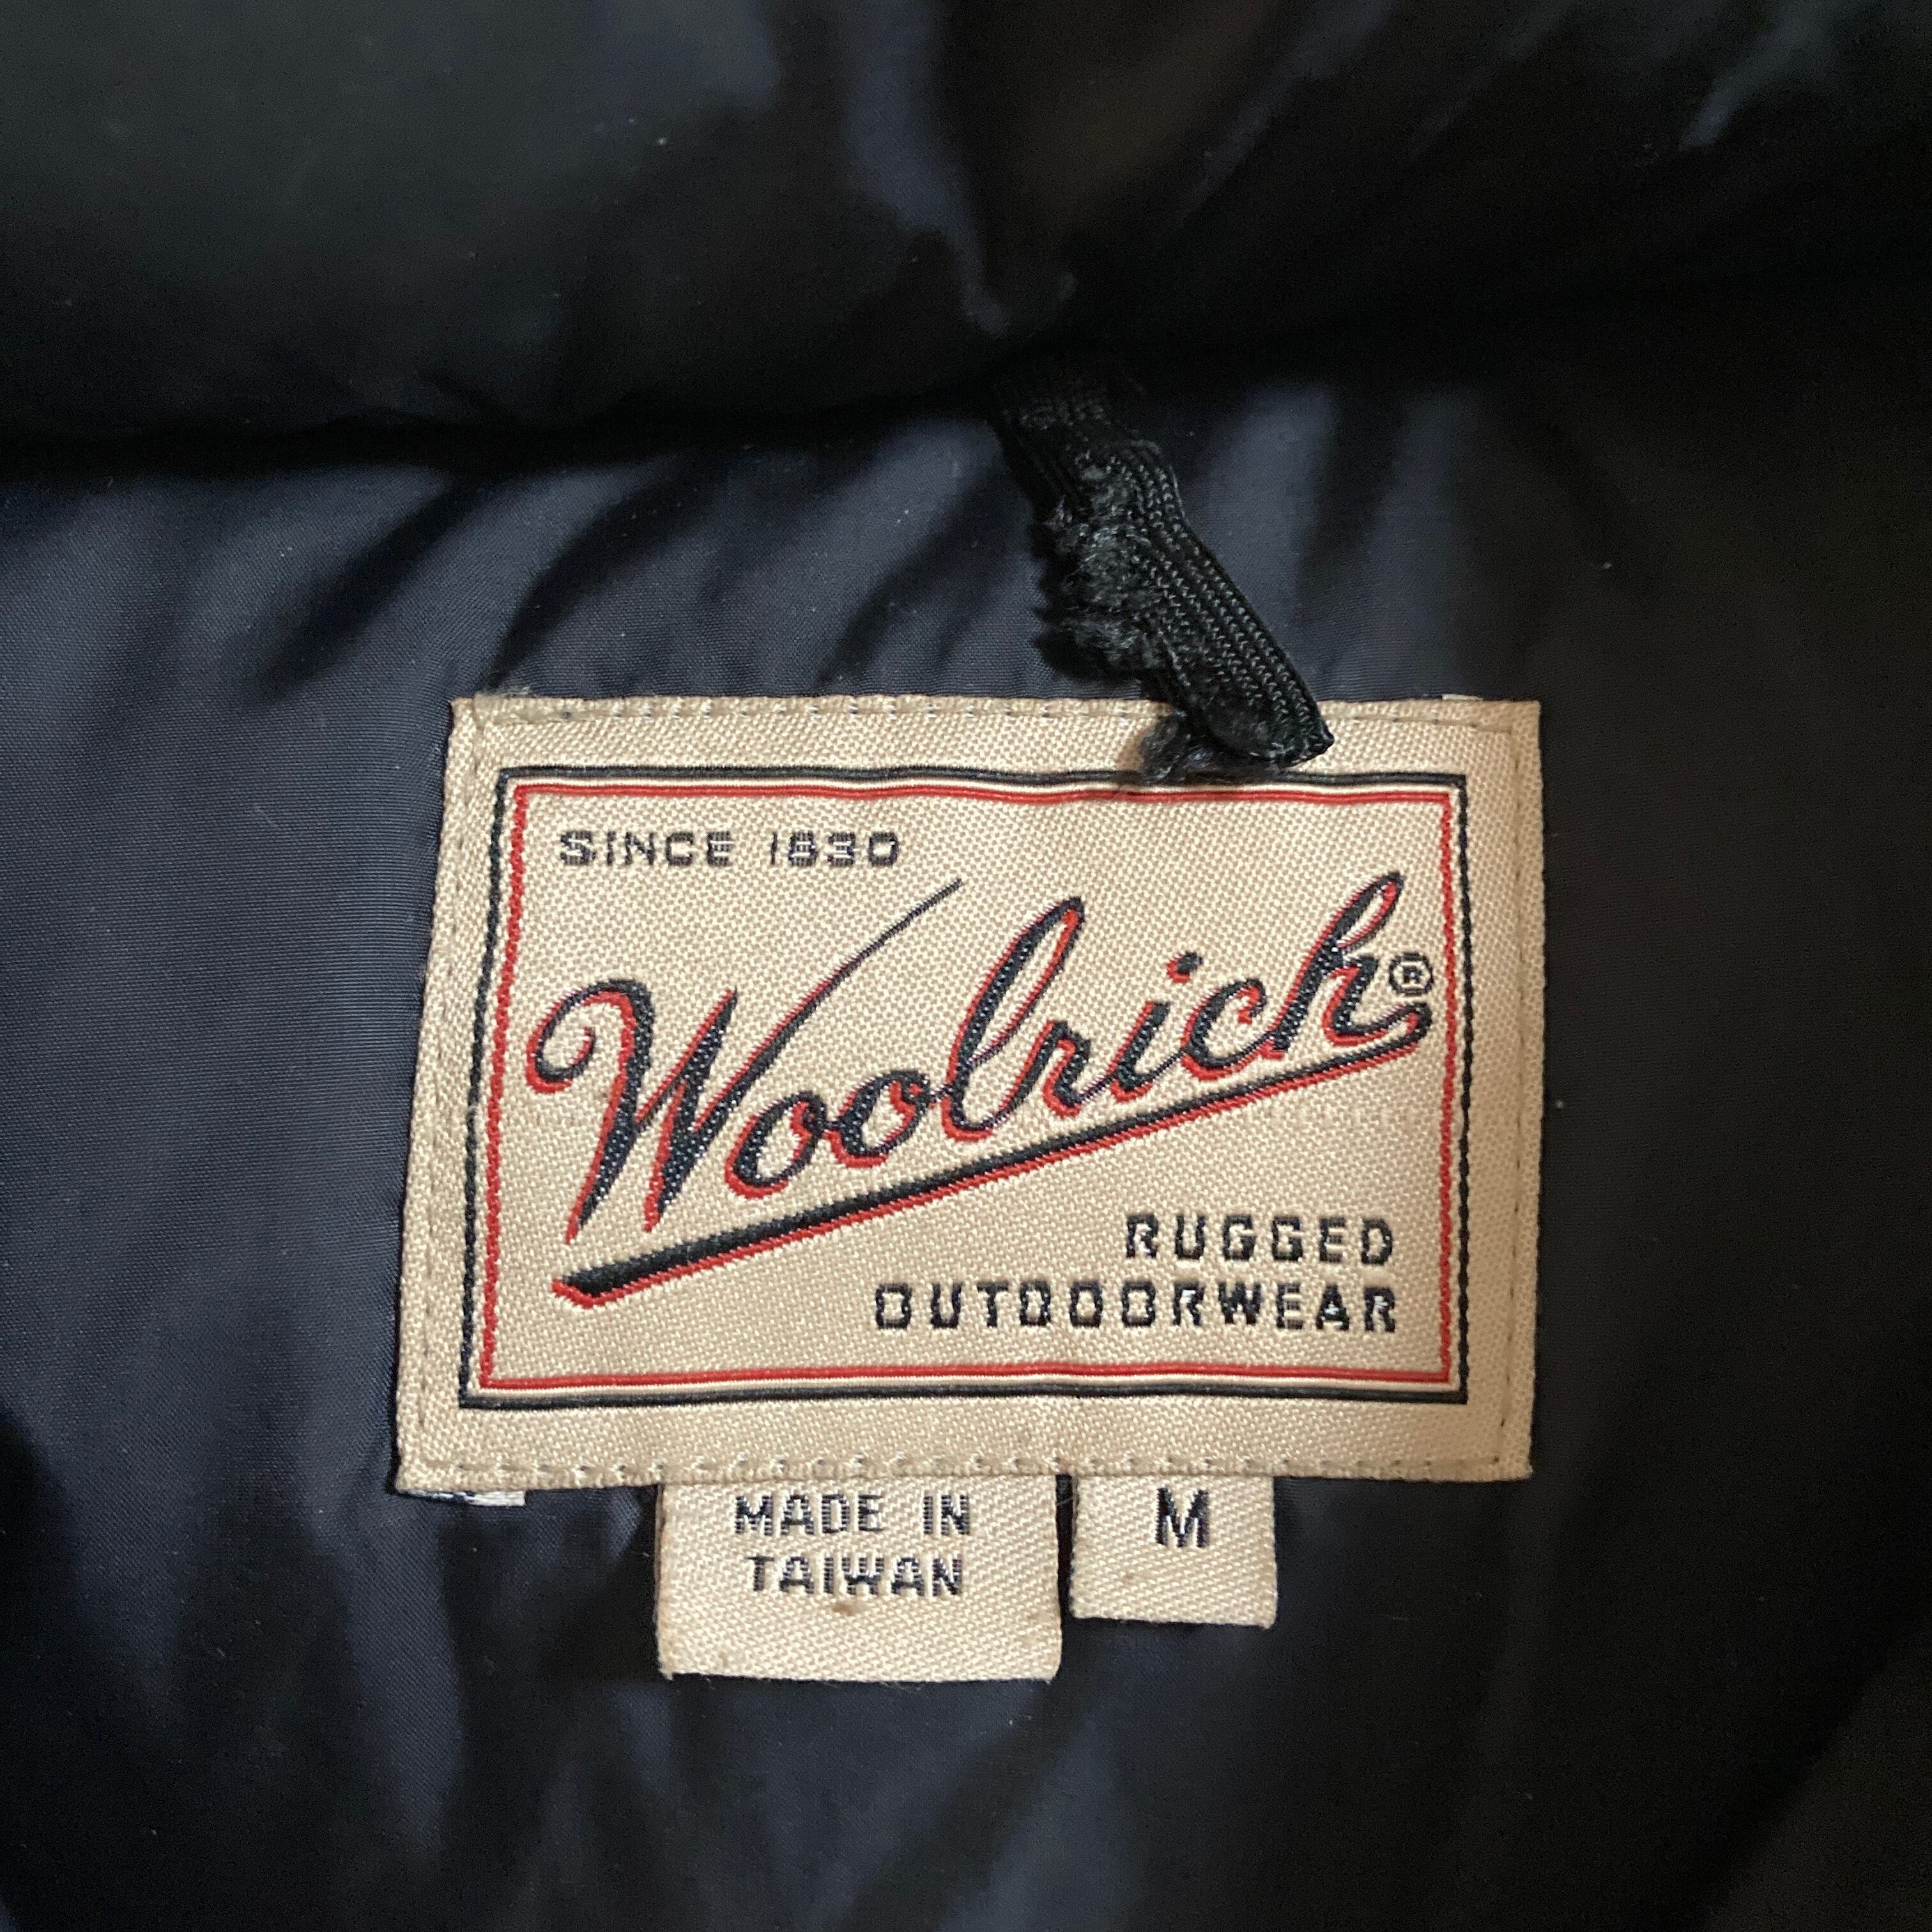 SINCE 1830
Woolrich®
RUGGED
OUTDOORWEAR
MADE IN
TAIWAN
M